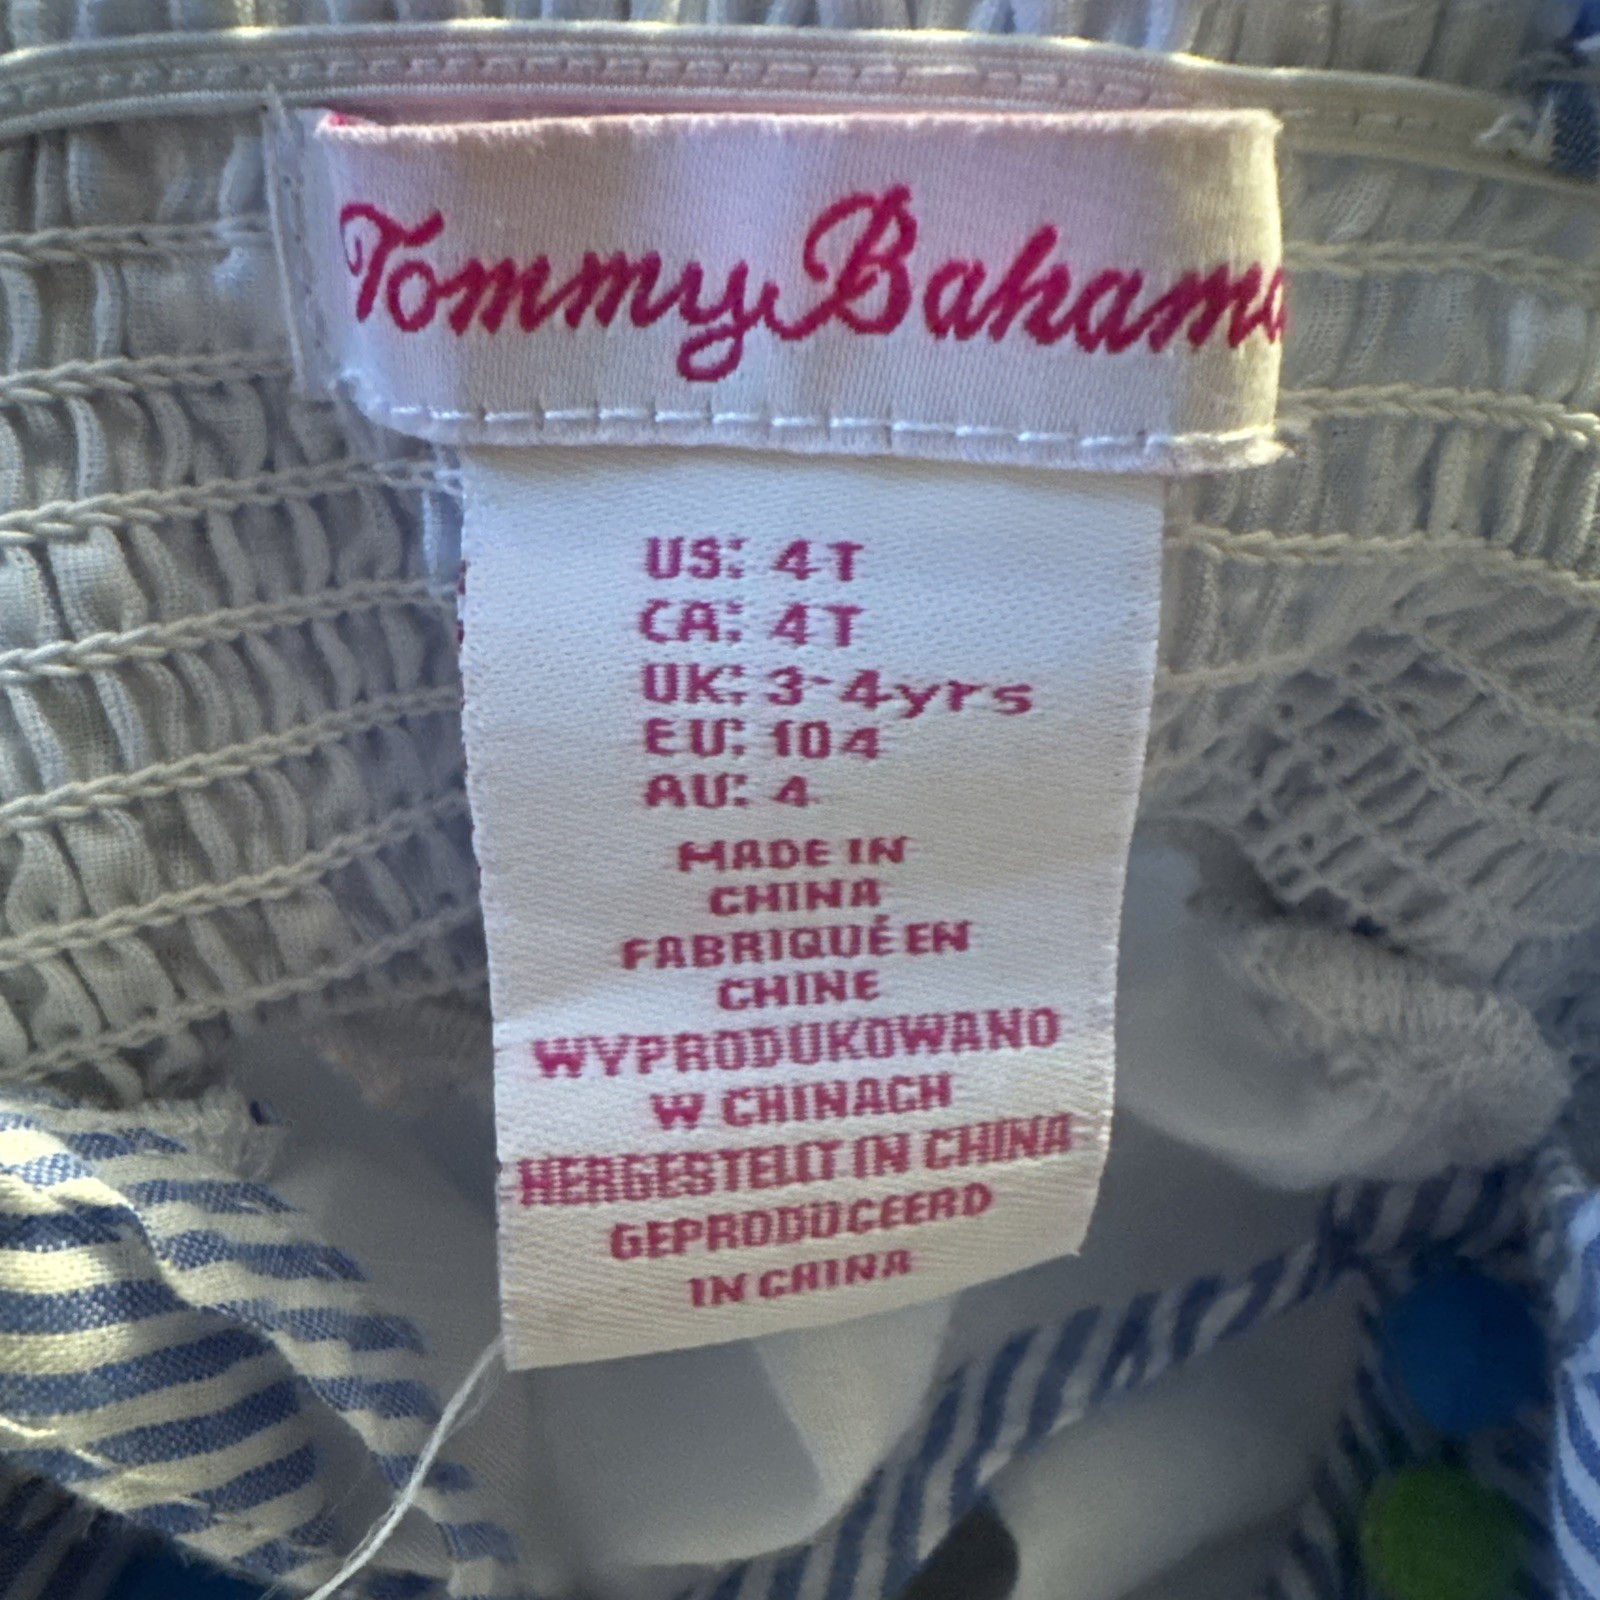 Tommy Bahama
US: 4T
CA: 4T
UK: 3-4yrs
EU: 104
AU: 4
MADE IN
CHINA
FABRIQUÉ EN
CHINE
WYPRODUKOWANO
W CHINACH
HERGESTELLT IN CHINA
GEPRODUCEERD
IN CHINA